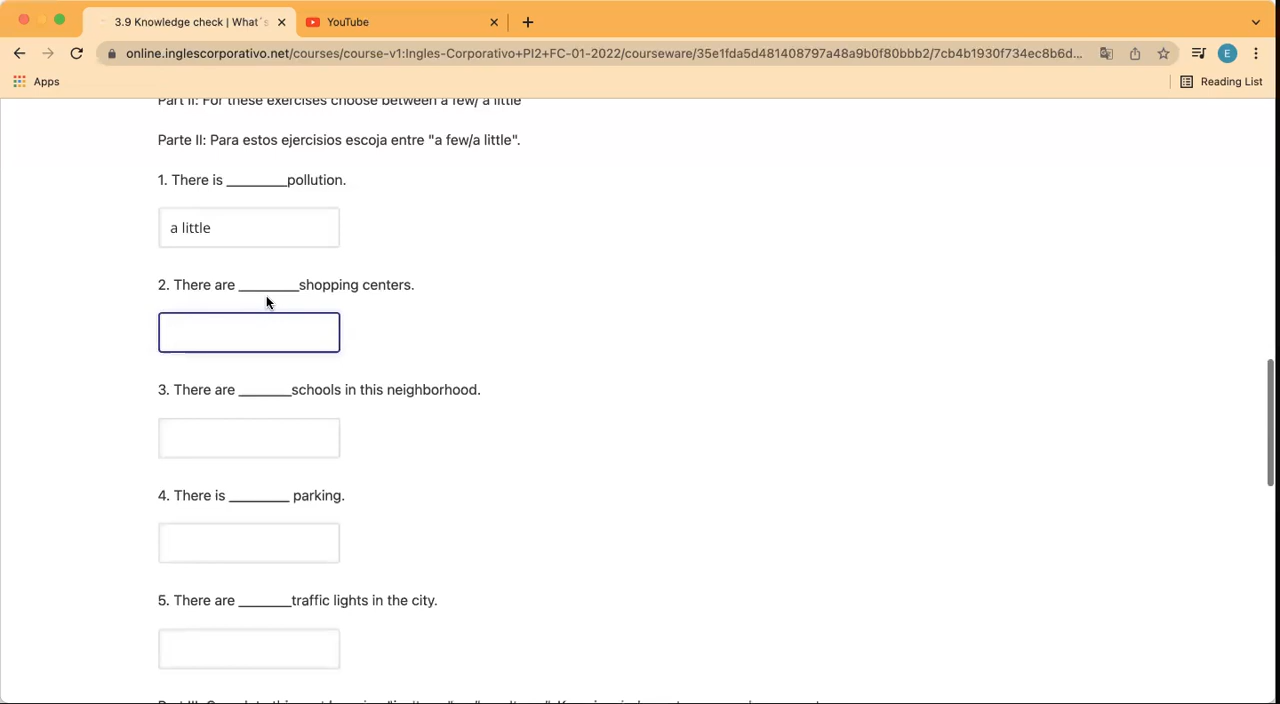 3.9 Knowledge check | What's
YouTube
online.inglescorporativo.net/courses/course-v1:Ingles-Corporativo+PI2+FC-01-2022/courseware/35e1fda5d481408797a48a9b0f80bbb2/7cb4b1930f734ec8b6d...
E
Apps
Reading List
Part II: For these exercises choose between a few/ a little
Parte II: Para estos ejercisios escoja entre "a few/a little".
1. There is ________pollution.
a little
2. There are ________shopping centers.
3. There are _______schools in this neighborhood.
4. There is ________ parking.
5. There are _______traffic lights in the city.